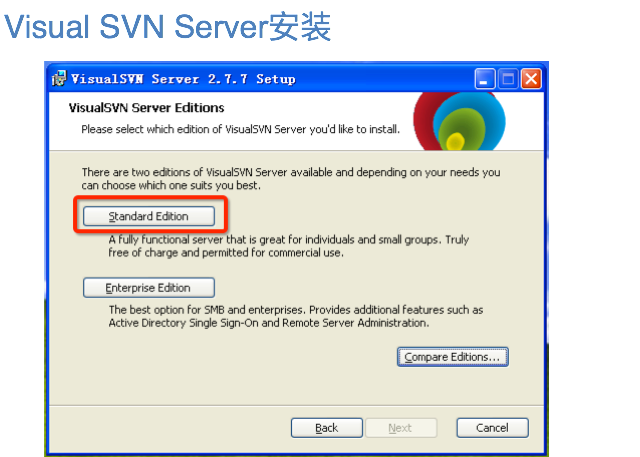 Visual SVN Server安装
VisualSVN Server 2.7.7 Setup
VisualSVN Server Editions
Please select which edition of VisualSVN Server you'd like to install.
There are two editions of VisualSVN Server available and depending on your needs you
can choose which one suits you best.
Standard Edition
A fully functional server that is great for individuals and small groups. Truly
free of charge and permitted for commercial use.
Enterprise Edition
The best option for SMB and enterprises. Provides additional features such as
Active Directory Single Sign-On and Remote Server Administration.
Compare Editions...
Back Next Cancel